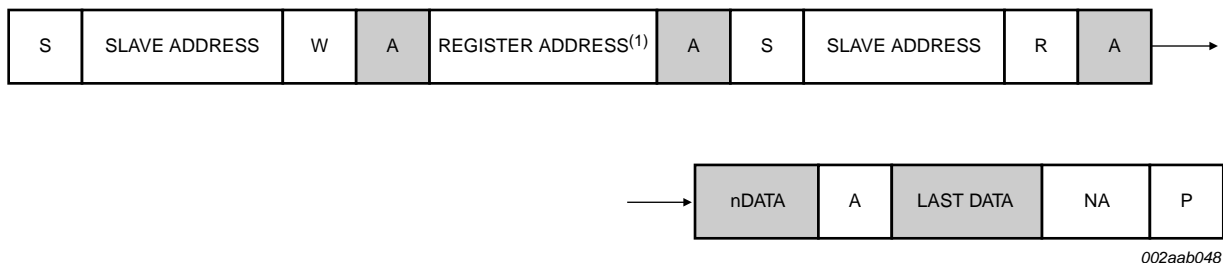 S SLAVE ADDRESS W A REGISTER ADDRESS(1) A S SLAVE ADDRESS R A
nDATA A LAST DATA NA P
002aab048